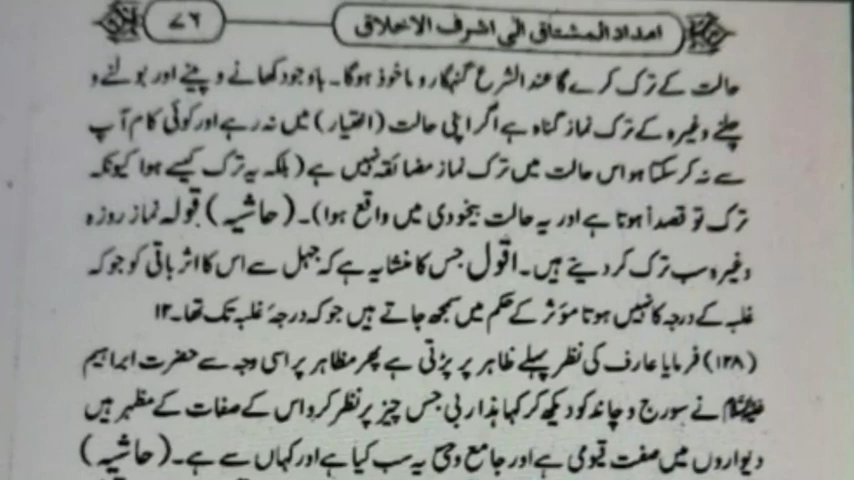 امداد المشتاق الی اشرف الاخلاق ۷۶
حالت کے ترک کرے گا عند الشرع گنہگار و ماخوذ ہوگا۔ باوجود کھانے و پینے اور بولنے و
چلنے وغیرہ کے ترک نماز گناہ ہے اگر اپنی حالت (اختیار) میں نہ رہے اور کوئی کام آپ
سے نہ کر سکتا ہو اس حالت میں ترک نماز مضائقہ نہیں ہے (بلکہ یہ ترک کیسے ہوا کیونکہ
ترک تو قصداً ہوتا ہے اور یہ حالت بیخودی میں واقع ہوا)۔ (حاشیہ) قولہ نماز روزہ
وغیرہ سب ترک کر دیتے ہیں۔ اقول جس کا منشا یہ ہے کہ جہل سے اس کا اثر باقی کو جو کہ
غلبہ کے درجہ کا نہیں ہوتا مؤثر کے حکم میں سمجھ جاتے ہیں جو کہ درجۂ غلبہ تک تھا۔ ۱۲
(۱۲۸) فرمایا عارف کی نظر پہلے ظاہر پر پڑتی ہے پھر مظاہر پر اسی وجہ سے حضرت ابراہیم
علیہ السلام نے سورج و چاند کو دیکھ کر کہا ہذا ربی جس چیز پر نظر کرو اس کے صفات کے مظہر ہیں
دیواروں میں صفت قیومی ہے اور جامع وحی یہ سب کیا ہے اور کہاں سے ہے۔ (حاشیہ)